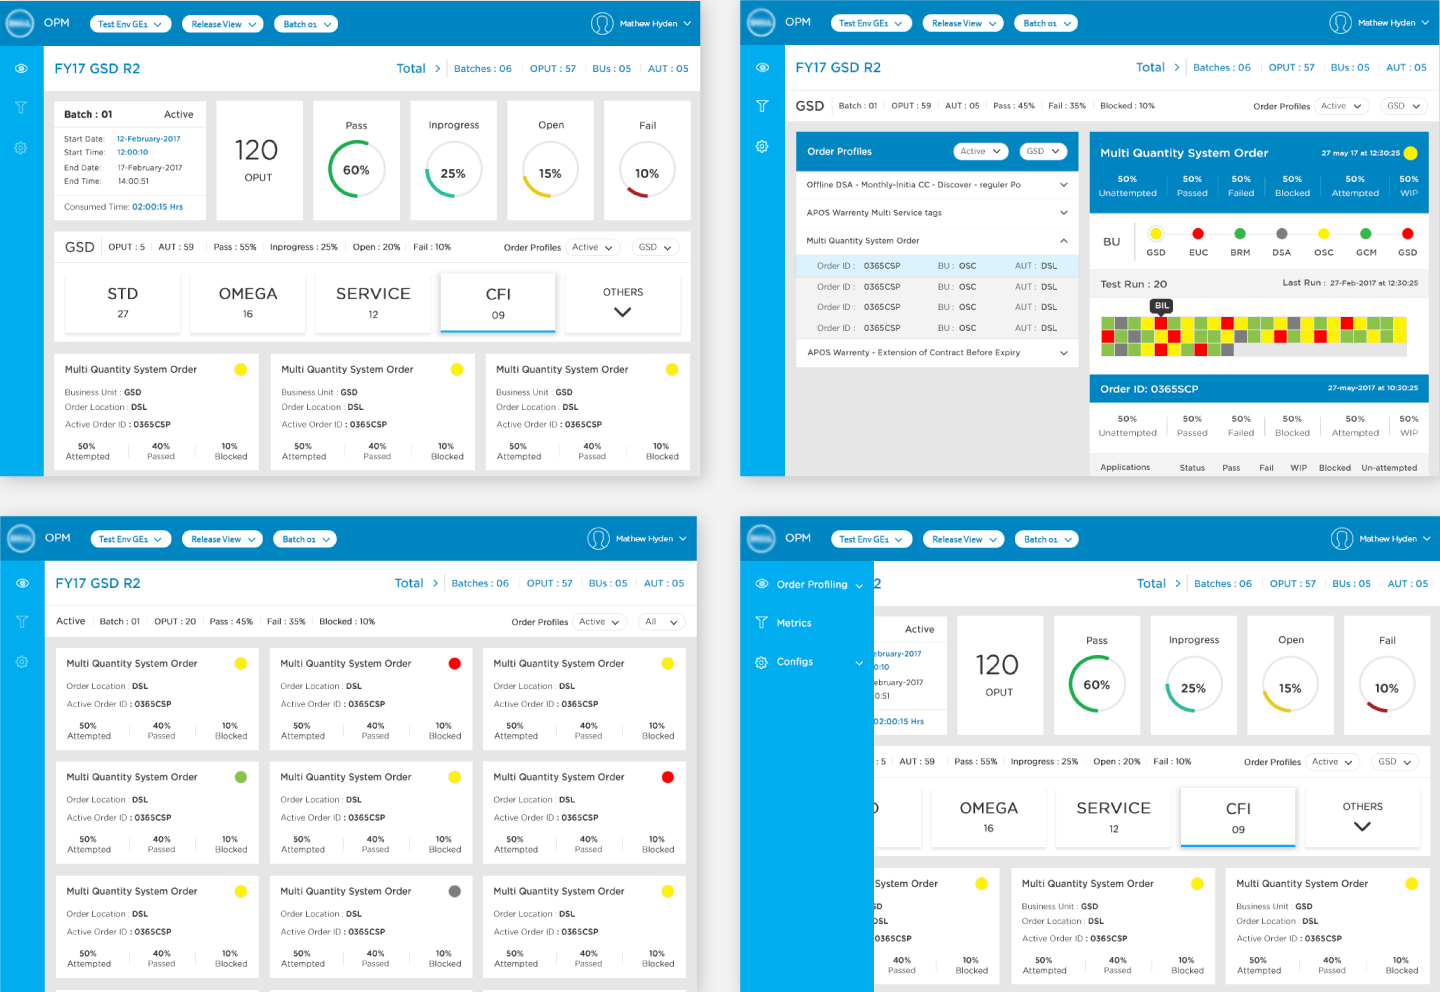 OPM Test Env GE1 Release View Batch 01 Mathew Hyden
FY17 GSD R2 Total > Batches : 06 OPUT : 57 BUs : 05 AUT : 05
Batch : 01 Active
Start Date: 12-February-2017
Start Time: 12:00:10
End Date: 17-February-2017
End Time: 14:00:51
Consumed Time: 02:00:15 Hrs
120
OPUT
Pass
60%
Inprogress
25%
Open
15%
Fail
10%
GSD OPUT : 5 AUT : 59 Pass : 55% Inprogress : 25% Open : 20% Fail : 10% Order Profiles Active GSD
STD
27
OMEGA
16
SERVICE
12
CFI
09
OTHERS
Multi Quantity System Order
Business Unit : GSD
Order Location : DSL
Active Order ID : 0365CSP
50% 40% 10%
Attempted Passed Blocked
Multi Quantity System Order
Business Unit : GSD
Order Location : DSL
Active Order ID : 0365CSP
50% 40% 10%
Attempted Passed Blocked
Multi Quantity System Order
Business Unit : GSD
Order Location : DSL
Active Order ID : 0365CSP
50% 40% 10%
Attempted Passed Blocked
OPM Test Env GE1 Release View Batch 01 Mathew Hyden
FY17 GSD R2 Total > Batches : 06 OPUT : 57 BUs : 05 AUT : 05
GSD Batch : 01 OPUT : 59 AUT : 05 Pass : 45% Fail : 35% Blocked : 10% Order Profiles Active GSD
Order Profiles Active GSD
Offline DSA - Monthly-Initia CC - Discover - reguler Po
APOS Warrenty Multi Service tags
Multi Quantity System Order
Order ID : 0365CSP BU : OSC AUT : DSL
Order ID : 0365CSP BU : OSC AUT : DSL
Order ID : 0365CSP BU : OSC AUT : DSL
Order ID : 0365CSP BU : OSC AUT : DSL
APOS Warrenty - Extension of Contract Before Expiry
Multi Quantity System Order 27 may 17 at 12:30:25
50% 50% 50% 50% 50% 50%
Unattempted Passed Failed Blocked Attempted WIP
BU GSD EUC BRM DSA OSC GCM GSD
Test Run : 20 Last Run : 27-Feb-2017 at 12:30:25
BIL
Order ID: 0365SCP 27-may-2017 at 10:30:25
50% 50% 50% 50% 50% 50%
Unattempted Passed Failed Blocked Attempted WIP
Applications Status Pass Fail WIP Blocked Un-attempted
OPM Test Env GE1 Release View Batch 01 Mathew Hyden
FY17 GSD R2 Total > Batches : 06 OPUT : 57 BUs : 05 AUT : 05
Active Batch : 01 OPUT : 20 Pass : 45% Fail : 35% Blocked : 10% Order Profiles Active All
Multi Quantity System Order
Order Location : DSL
Active Order ID : 0365CSP
50% 40% 10%
Attempted Passed Blocked
Multi Quantity System Order
Order Location : DSL
Active Order ID : 0365CSP
50% 40% 10%
Attempted Passed Blocked
Multi Quantity System Order
Order Location : DSL
Active Order ID : 0365CSP
50% 40% 10%
Attempted Passed Blocked
Multi Quantity System Order
Order Location : DSL
Active Order ID : 0365CSP
50% 40% 10%
Attempted Passed Blocked
Multi Quantity System Order
Order Location : DSL
Active Order ID : 0365CSP
50% 40% 10%
Attempted Passed Blocked
Multi Quantity System Order
Order Location : DSL
Active Order ID : 0365CSP
50% 40% 10%
Attempted Passed Blocked
Multi Quantity System Order
Order Location : DSL
Active Order ID : 0365CSP
50% 40% 10%
Attempted Passed Blocked
Multi Quantity System Order
Order Location : DSL
Active Order ID : 0365CSP
50% 40% 10%
Attempted Passed Blocked
Multi Quantity System Order
Order Location : DSL
Active Order ID : 0365CSP
50% 40% 10%
Attempted Passed Blocked
OPM Test Env GE1 Release View Batch 01 Mathew Hyden
Order Profiling
Metrics
Configs
2 Total > Batches : 06 OPUT : 57 BUs : 05 AUT : 05
Active
ebruary-2017
00:10
ebruary-2017
0:51
02:00:15 Hrs
120
OPUT
Pass
60%
Inprogress
25%
Open
15%
Fail
10%
: 5 AUT : 59 Pass : 55% Inprogress : 25% Open : 20% Fail : 10% Order Profiles Active GSD
OMEGA
16
SERVICE
12
CFI
09
OTHERS
System Order
SD
DSL
0365CSP
40% 10%
Passed Blocked
Multi Quantity System Order
Business Unit : GSD
Order Location : DSL
Active Order ID : 0365CSP
50% 40% 10%
Attempted Passed Blocked
Multi Quantity System Order
Business Unit : GSD
Order Location : DSL
Active Order ID : 0365CSP
50% 40% 10%
Attempted Passed Blocked